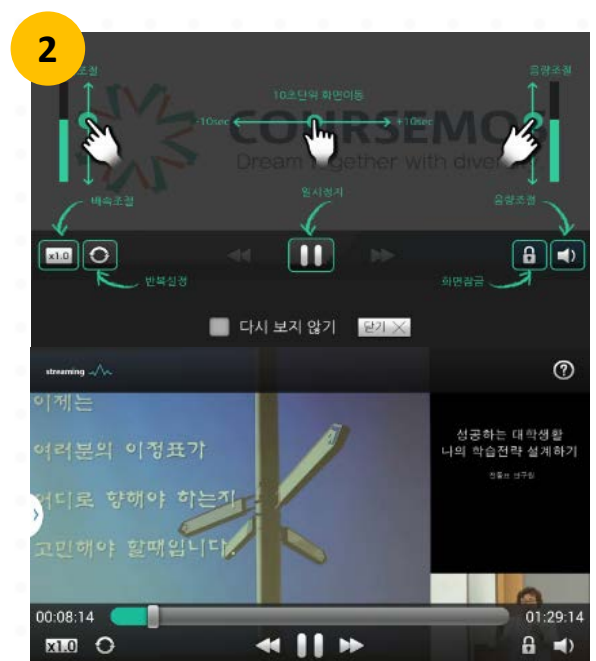 2
조절
음량조절
10초단위 화면이동
-10sec
+10sec
COURSEMOS
Dream together with diver
배속조절
일시정지
음량조절
x1.0
반복설정
화면잠금
다시 보지 않기
닫기 X
streaming
?
이제는
여러분의 이정표가
어디로 향해야 하는지
고민해야 할때입니다.
성공하는 대학생활
나의 학습전략 설계하기
연구원
00:08:14
01:29:14
x1.0